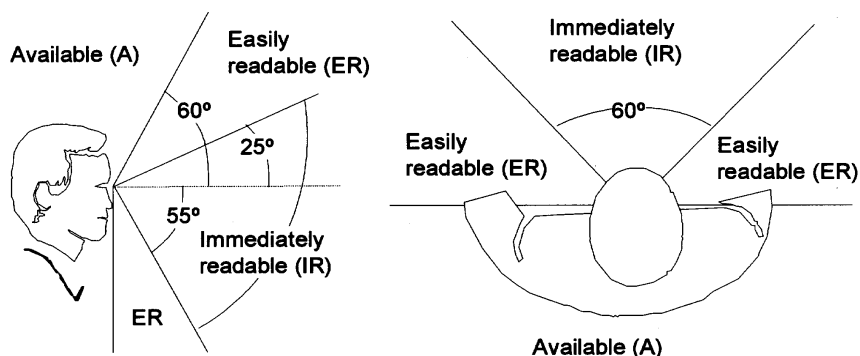 Available (A)
Easily
readable (ER)
60º
25º
55º
Immediately
readable (IR)
ER
Immediately
readable (IR)
60º
Easily
readable (ER)
Easily
readable (ER)
Available (A)